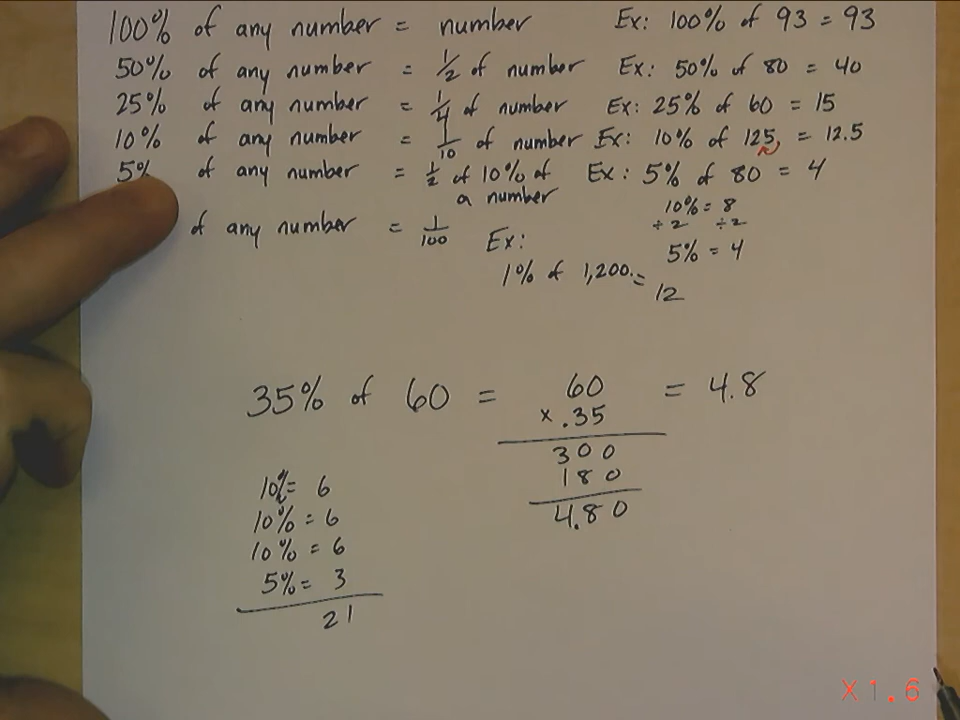 100% of any number = number Ex: 100% of 93 = 93
50% of any number = 1/2 of number Ex: 50% of 80 = 40
25% of any number = 1/4 of number Ex: 25% of 60 = 15
10% of any number = 1/10 of number Ex: 10% of 125, = 12.5
5% of any number = 1/2 of 10% of a number Ex: 5% of 80 = 4
10% = 8
÷2 ÷2
5% = 4
of any number = 1/100 Ex:
1% of 1,200. =
12
35% of 60 = 60 = 4.8
x .35
300
180
4.80
10% = 6
10% = 6
10% = 6
5% = 3
21
X1.6